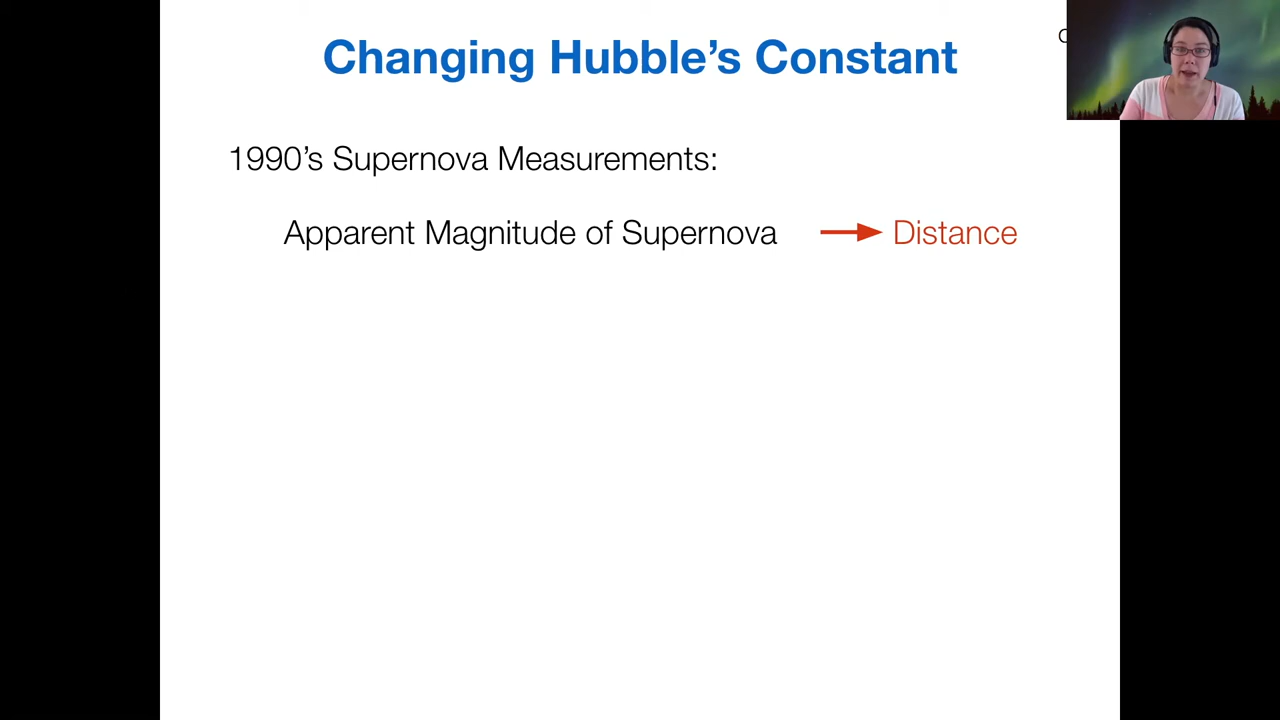 Changing Hubble's Constant
1990's Supernova Measurements:
Apparent Magnitude of Supernova → Distance